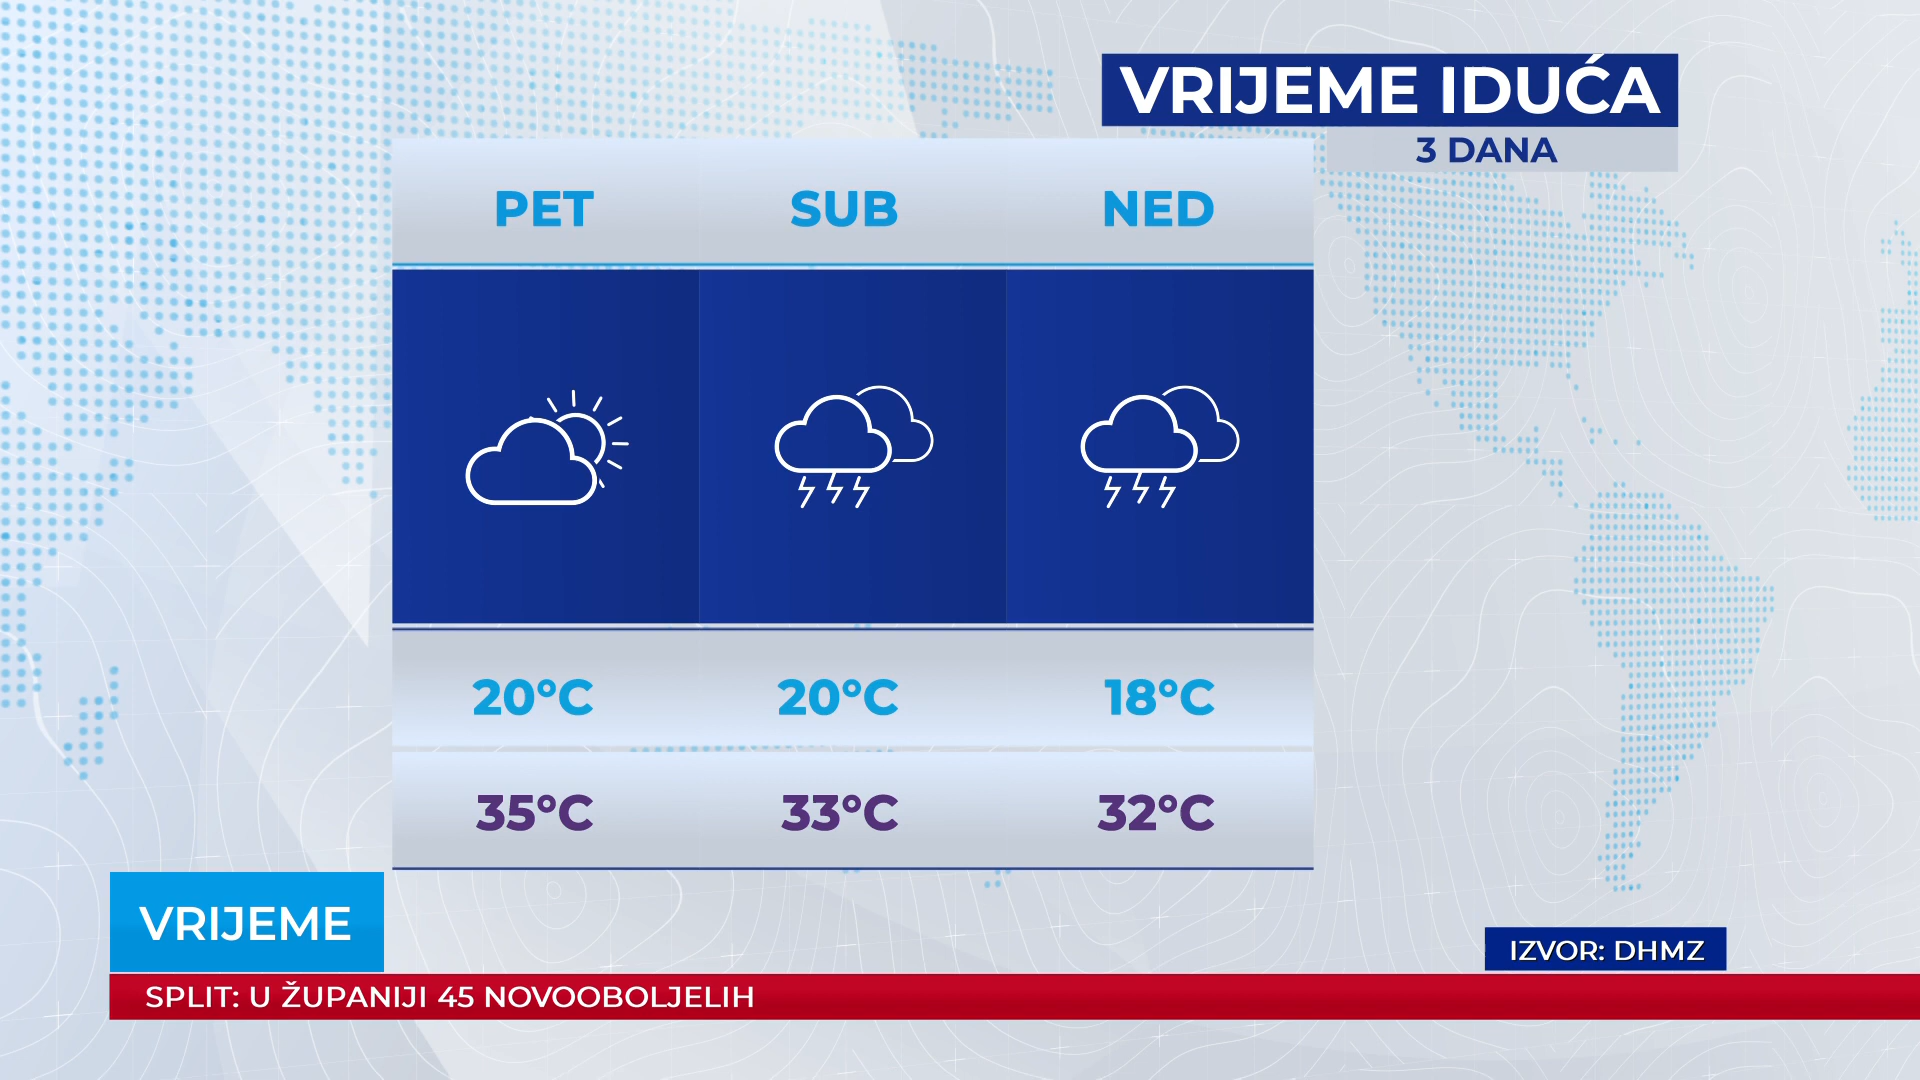 VRIJEME IDUĆA
3 DANA
PET SUB NED
20°C 20°C 18°C
35°C 33°C 32°C
VRIJEME
IZVOR: DHMZ
SPLIT: U ŽUPANIJI 45 NOVOOBOLJELIH